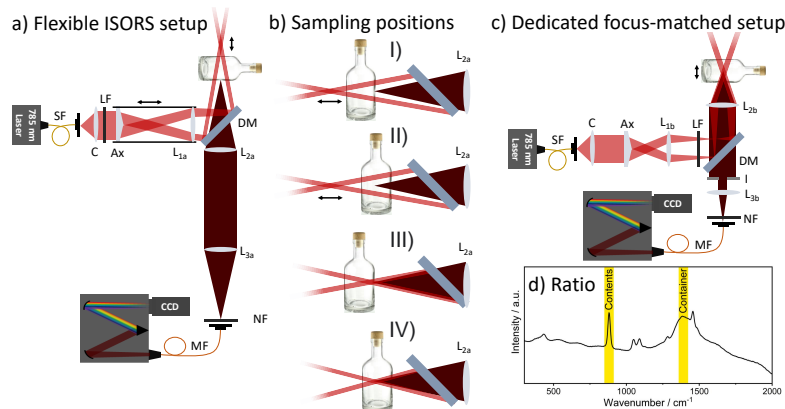 a) Flexible ISORS setup
LF
SF
785 nm
Laser
C
Ax
L1a
DM
L2a
L3a
CCD
NF
MF
b) Sampling positions
I)
L2a
II)
L2a
III)
L2a
IV)
L2a
c) Dedicated focus-matched setup
L2b
C
Ax
L1b
LF
SF
785 nm
Laser
DM
I
L3b
CCD
NF
MF
d) Ratio
Contents
Container
Intensity / a.u.
500
1000
1500
2000
Wavenumber / cm⁻¹